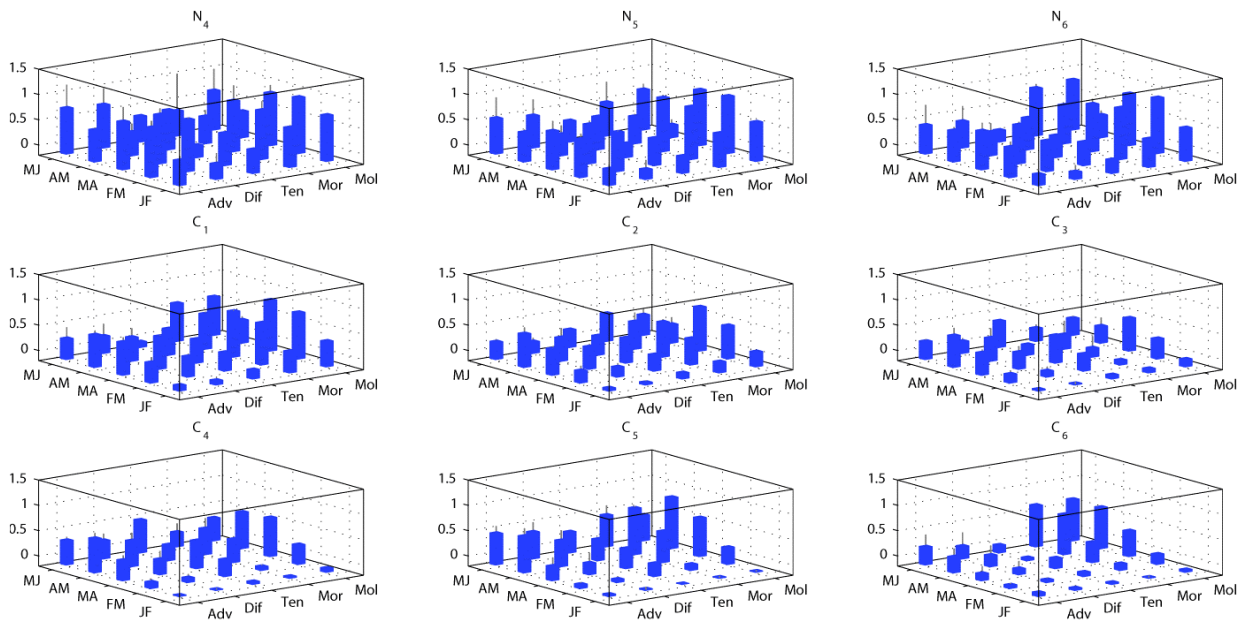 N4 N5 N6
1.5 1.5 1.5
1 1 1
0.5 0.5 0.5
0 0 0
MJ AM MA FM JF Adv Dif Ten Mor Mol MJ AM MA FM JF Adv Dif Ten Mor Mol MJ AM MA FM JF Adv Dif Ten Mor Mol
C1 C2 C3
1.5 1.5 1.5
1 1 1
0.5 0.5 0.5
0 0 0
MJ AM MA FM JF Adv Dif Ten Mor Mol MJ AM MA FM JF Adv Dif Ten Mor Mol MJ AM MA FM JF Adv Dif Ten Mor Mol
C4 C5 C6
1.5 1.5 1.5
1 1 1
0.5 0.5 0.5
0 0 0
MJ AM MA FM JF Adv Dif Ten Mor Mol MJ AM MA FM JF Adv Dif Ten Mor Mol MJ AM MA FM JF Adv Dif Ten Mor Mol